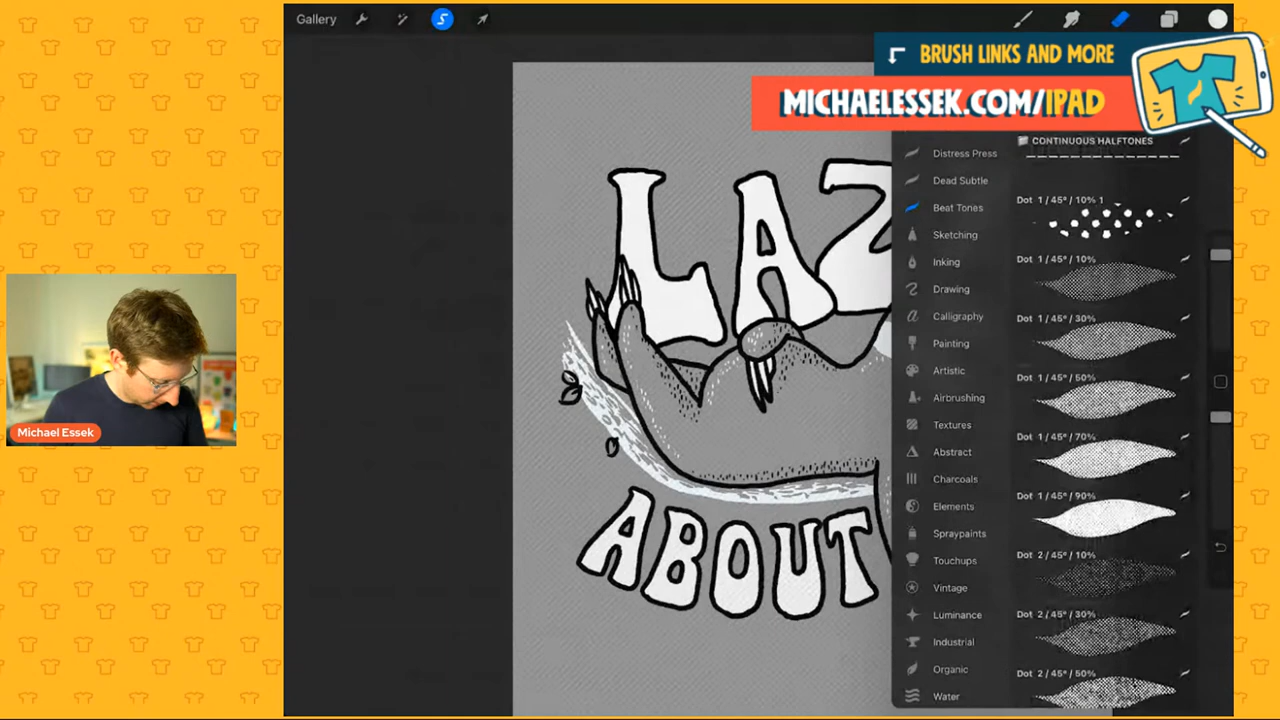 Gallery
BRUSH LINKS AND MORE
MICHAELESSEK.COM/IPAD
CONTINUOUS HALFTONES
Distress Press
Dead Subtle
Beat Tones
Sketching
Inking
Drawing
Calligraphy
Painting
Artistic
Airbrushing
Textures
Abstract
Charcoals
Elements
Spraypaints
Touchups
Vintage
Luminance
Industrial
Organic
Water
Dot 1 / 45° / 10% 1
Dot 1 / 45° / 10%
Dot 1 / 45° / 30%
Dot 1 / 45° / 50%
Dot 1 / 45° / 70%
Dot 1 / 45° / 90%
Dot 2 / 45° / 10%
Dot 2 / 45° / 30%
Dot 2 / 45° / 50%
LAZ
ABOUT
Michael Essek